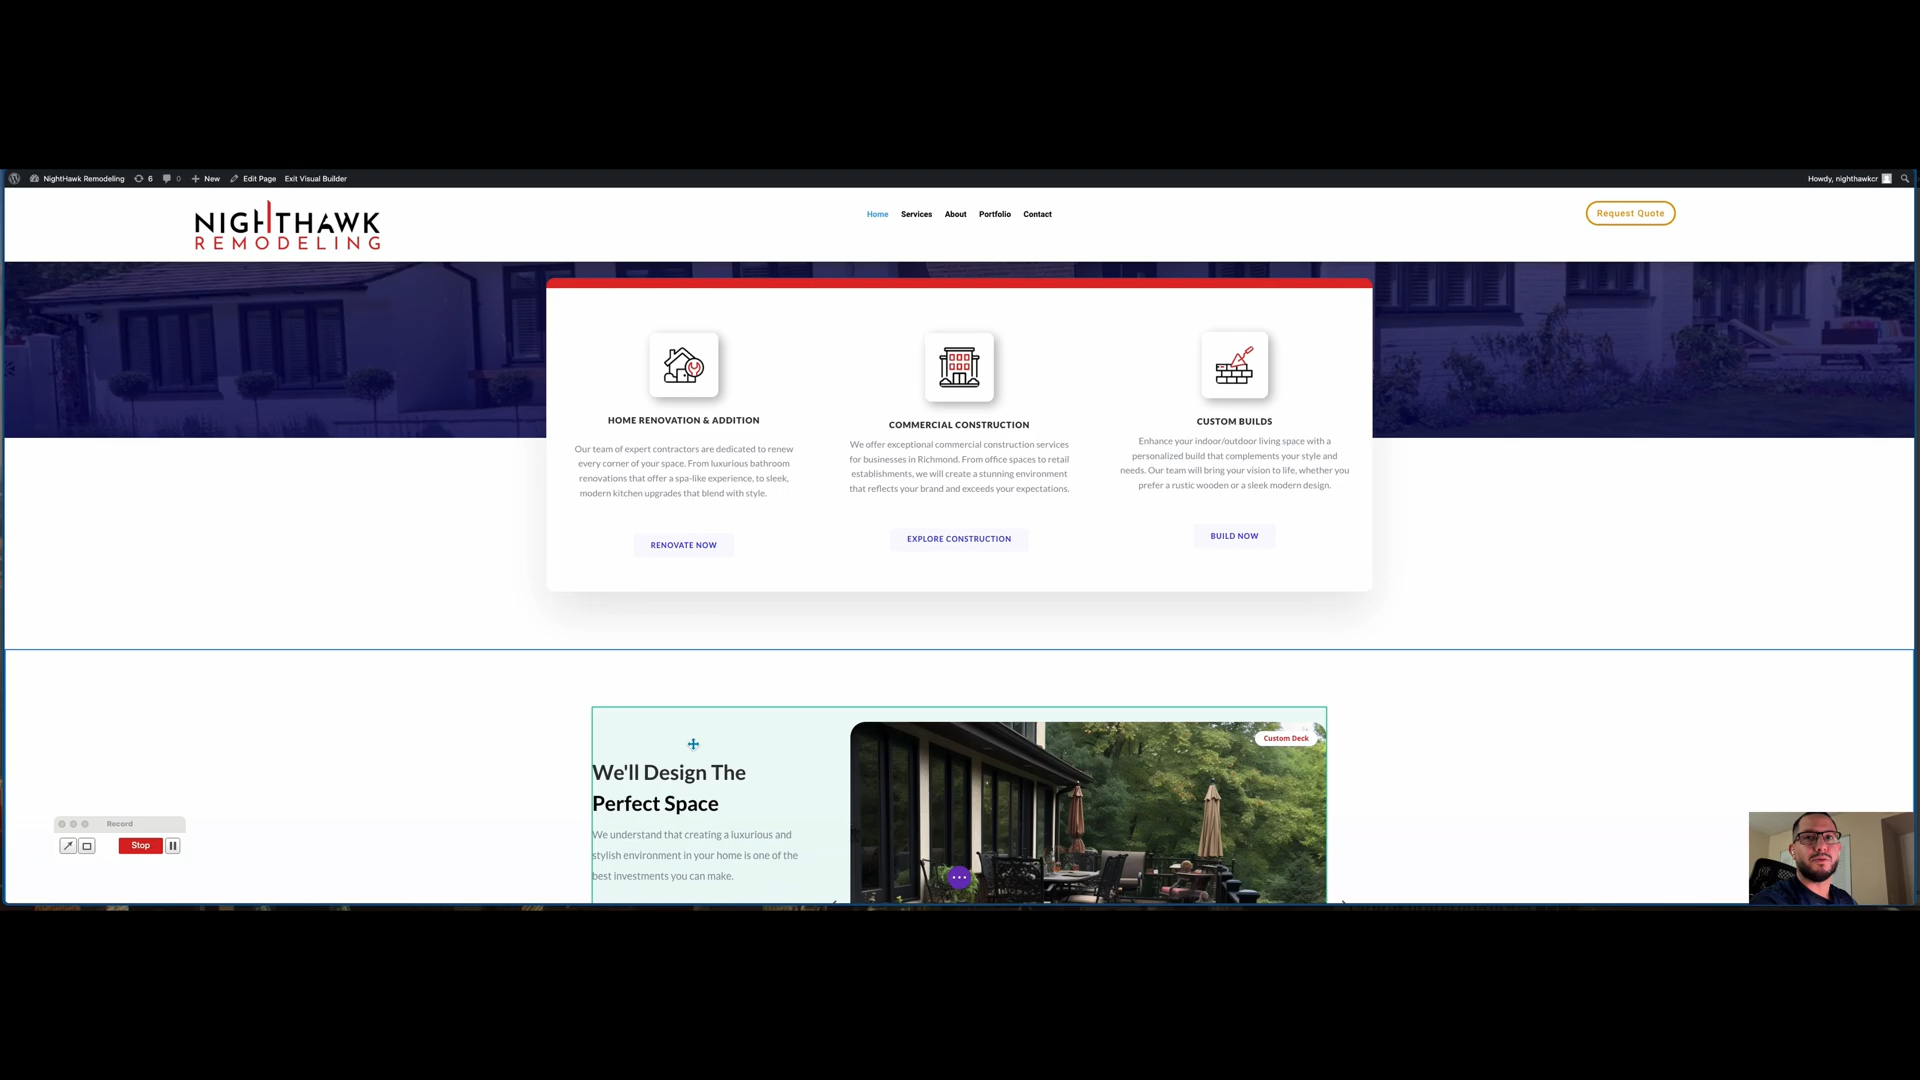 NightHawk Remodeling 6 0 New Edit Page Exit Visual Builder Howdy, nighthawkcr
NIGHTHAWK
REMODELING
Home Services About Portfolio Contact
Request Quote
HOME RENOVATION & ADDITION
Our team of expert contractors are dedicated to renew
every corner of your space. From luxurious bathroom
renovations that offer a spa-like experience, to sleek,
modern kitchen upgrades that blend with style.
RENOVATE NOW
COMMERCIAL CONSTRUCTION
We offer exceptional commercial construction services
for businesses in Richmond. From office spaces to retail
establishments, we will create a stunning environment
that reflects your brand and exceeds your expectations.
EXPLORE CONSTRUCTION
CUSTOM BUILDS
Enhance your indoor/outdoor living space with a
personalized build that complements your style and
needs. Our team will bring your vision to life, whether you
prefer a rustic wooden or a sleek modern design.
BUILD NOW
We'll Design The
Perfect Space
We understand that creating a luxurious and
stylish environment in your home is one of the
best investments you can make.
Custom Deck
Record
Stop